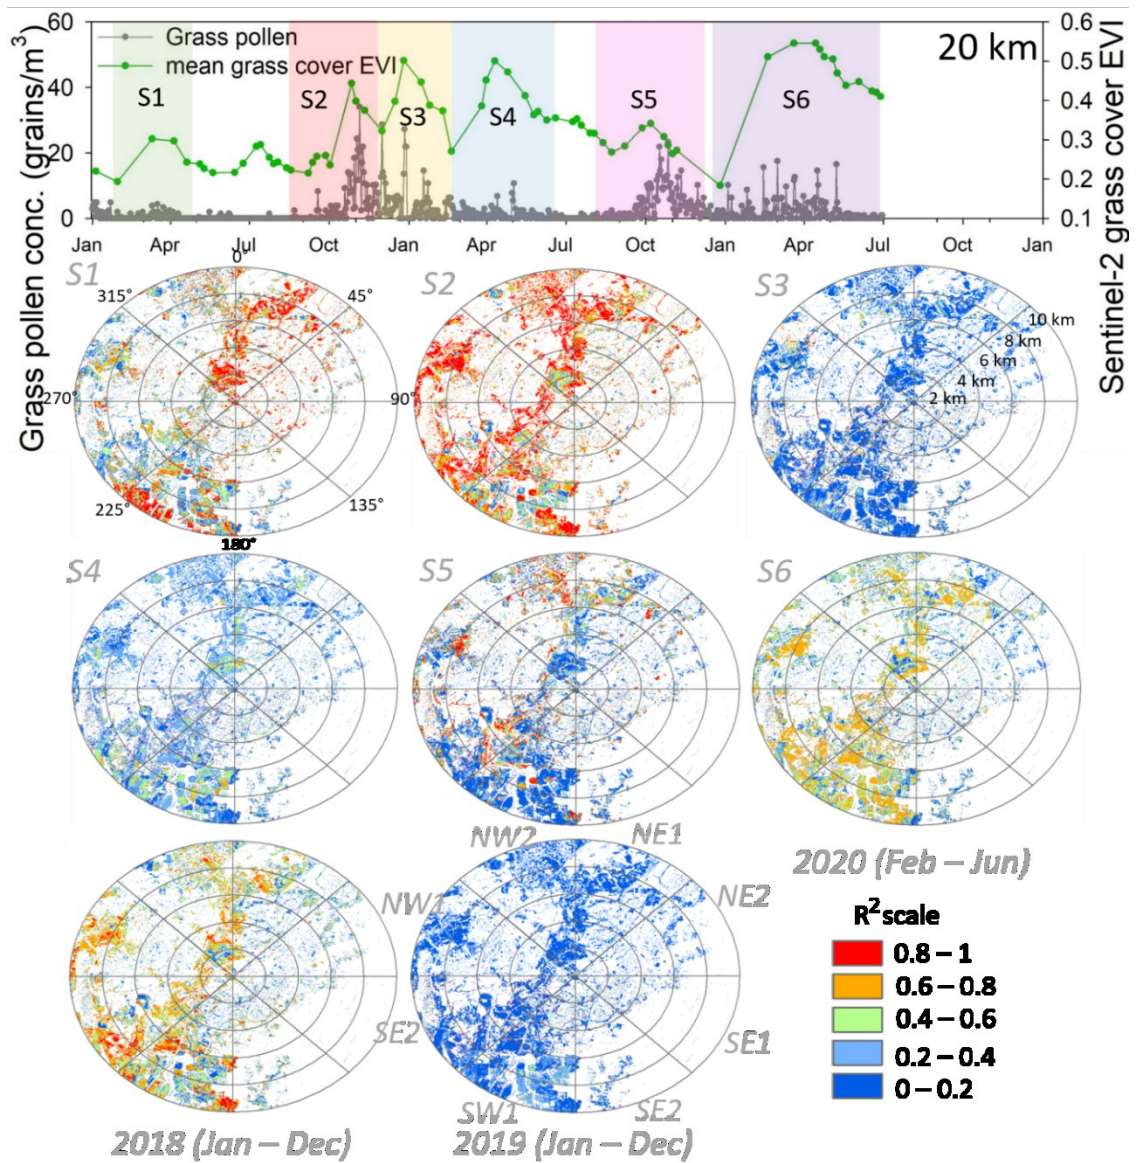 Grass pollen conc. (grains/m³)
60
40
20
0
Grass pollen
mean grass cover EVI
S1
S2
S3
S4
S5
S6
20 km
0.6
0.5
0.4
0.3
0.2
0.1
Sentinel-2 grass cover EVI
Jan Apr Jul Oct Jan Apr Jul Oct Jan Apr Jul Oct Jan
S1
0°
315°
45°
270°
90°
225°
135°
180°
S2
S3
10 km
8 km
6 km
4 km
2 km
S4
S5
S6
NW2
NE1
2020 (Feb – Jun)
NW1
NE2
SE2
SE1
SW1
SE2
2018 (Jan – Dec)
2019 (Jan – Dec)
R² scale
0.8 – 1
0.6 – 0.8
0.4 – 0.6
0.2 – 0.4
0 – 0.2